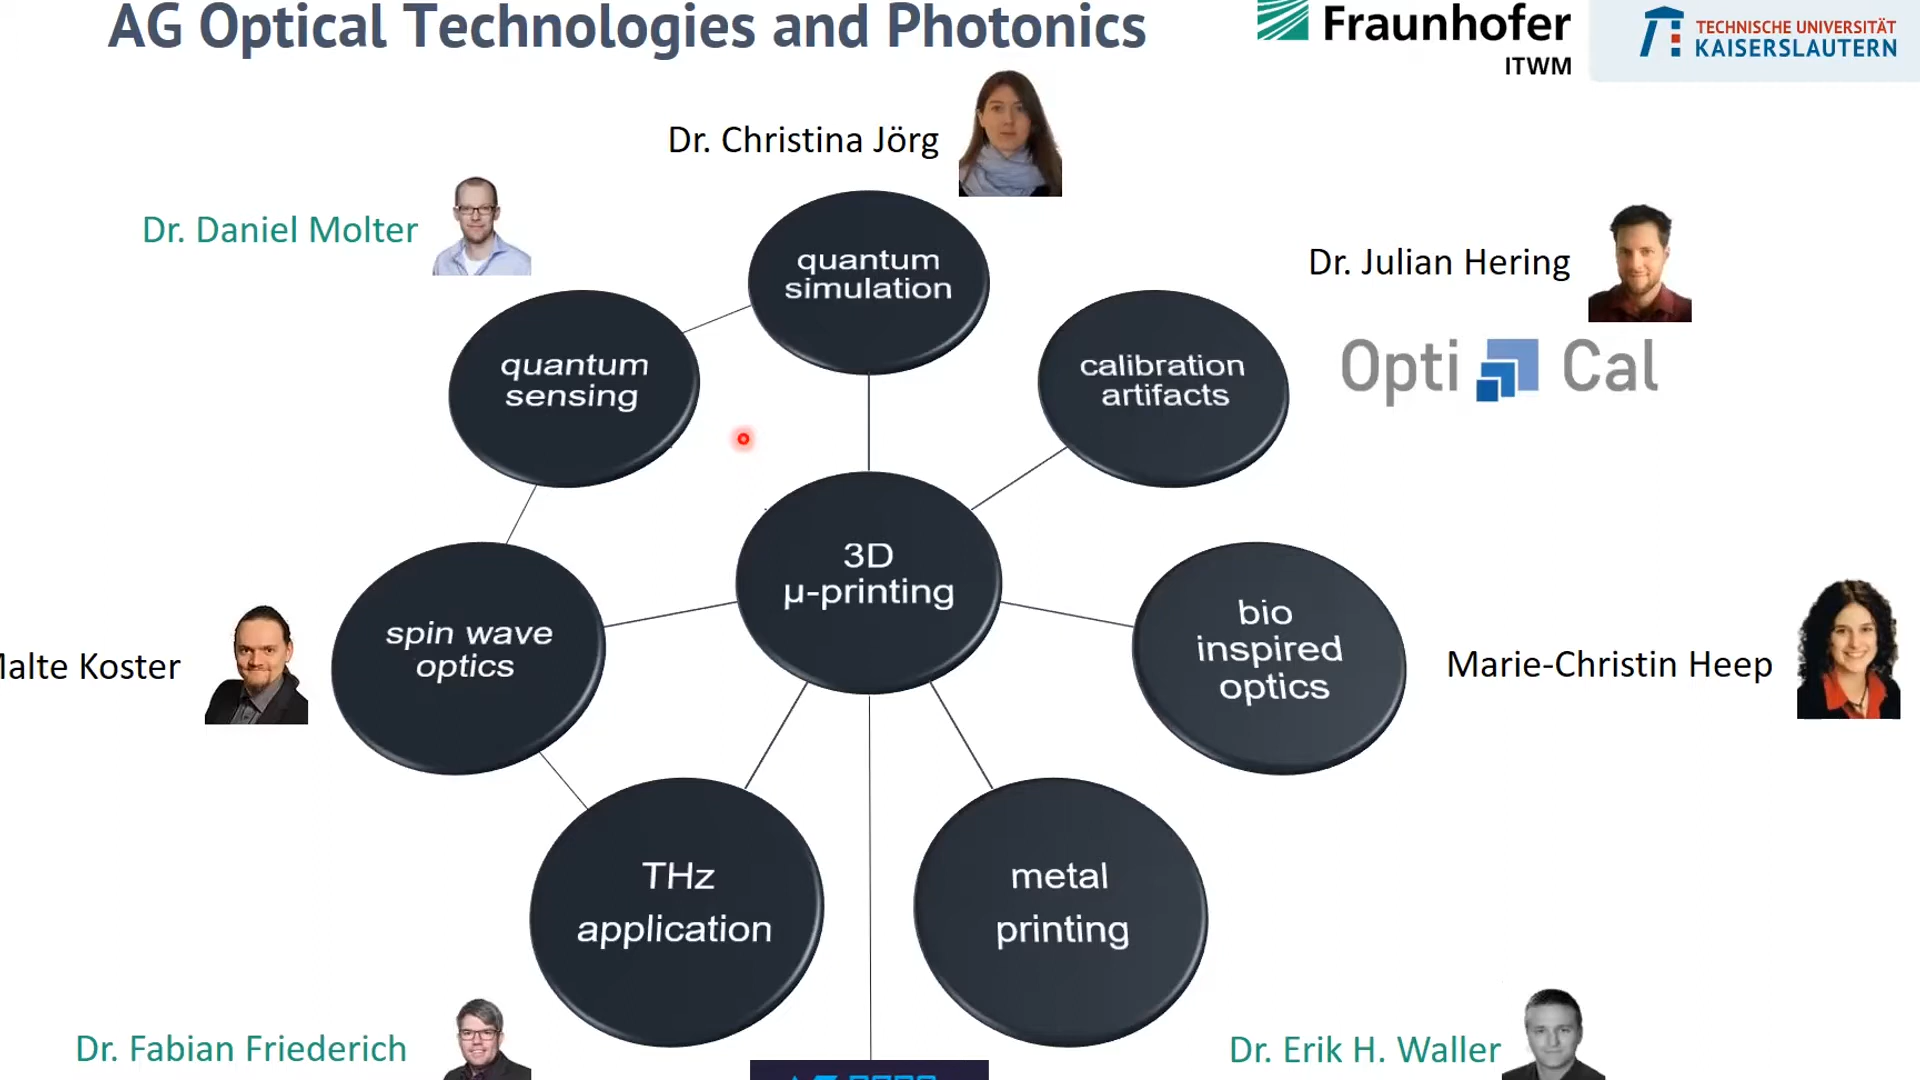 AG Optical Technologies and Photonics
Fraunhofer
ITWM
TECHNISCHE UNIVERSITÄT
KAISERSLAUTERN
Dr. Christina Jörg
Dr. Daniel Molter
Dr. Julian Hering
quantum
simulation
quantum
sensing
calibration
artifacts
Opti Cal
3D
µ-printing
spin wave
optics
bio
inspired
optics
Koster
Marie-Christin Heep
THz
application
metal
printing
Dr. Fabian Friederich
Dr. Erik H. Waller